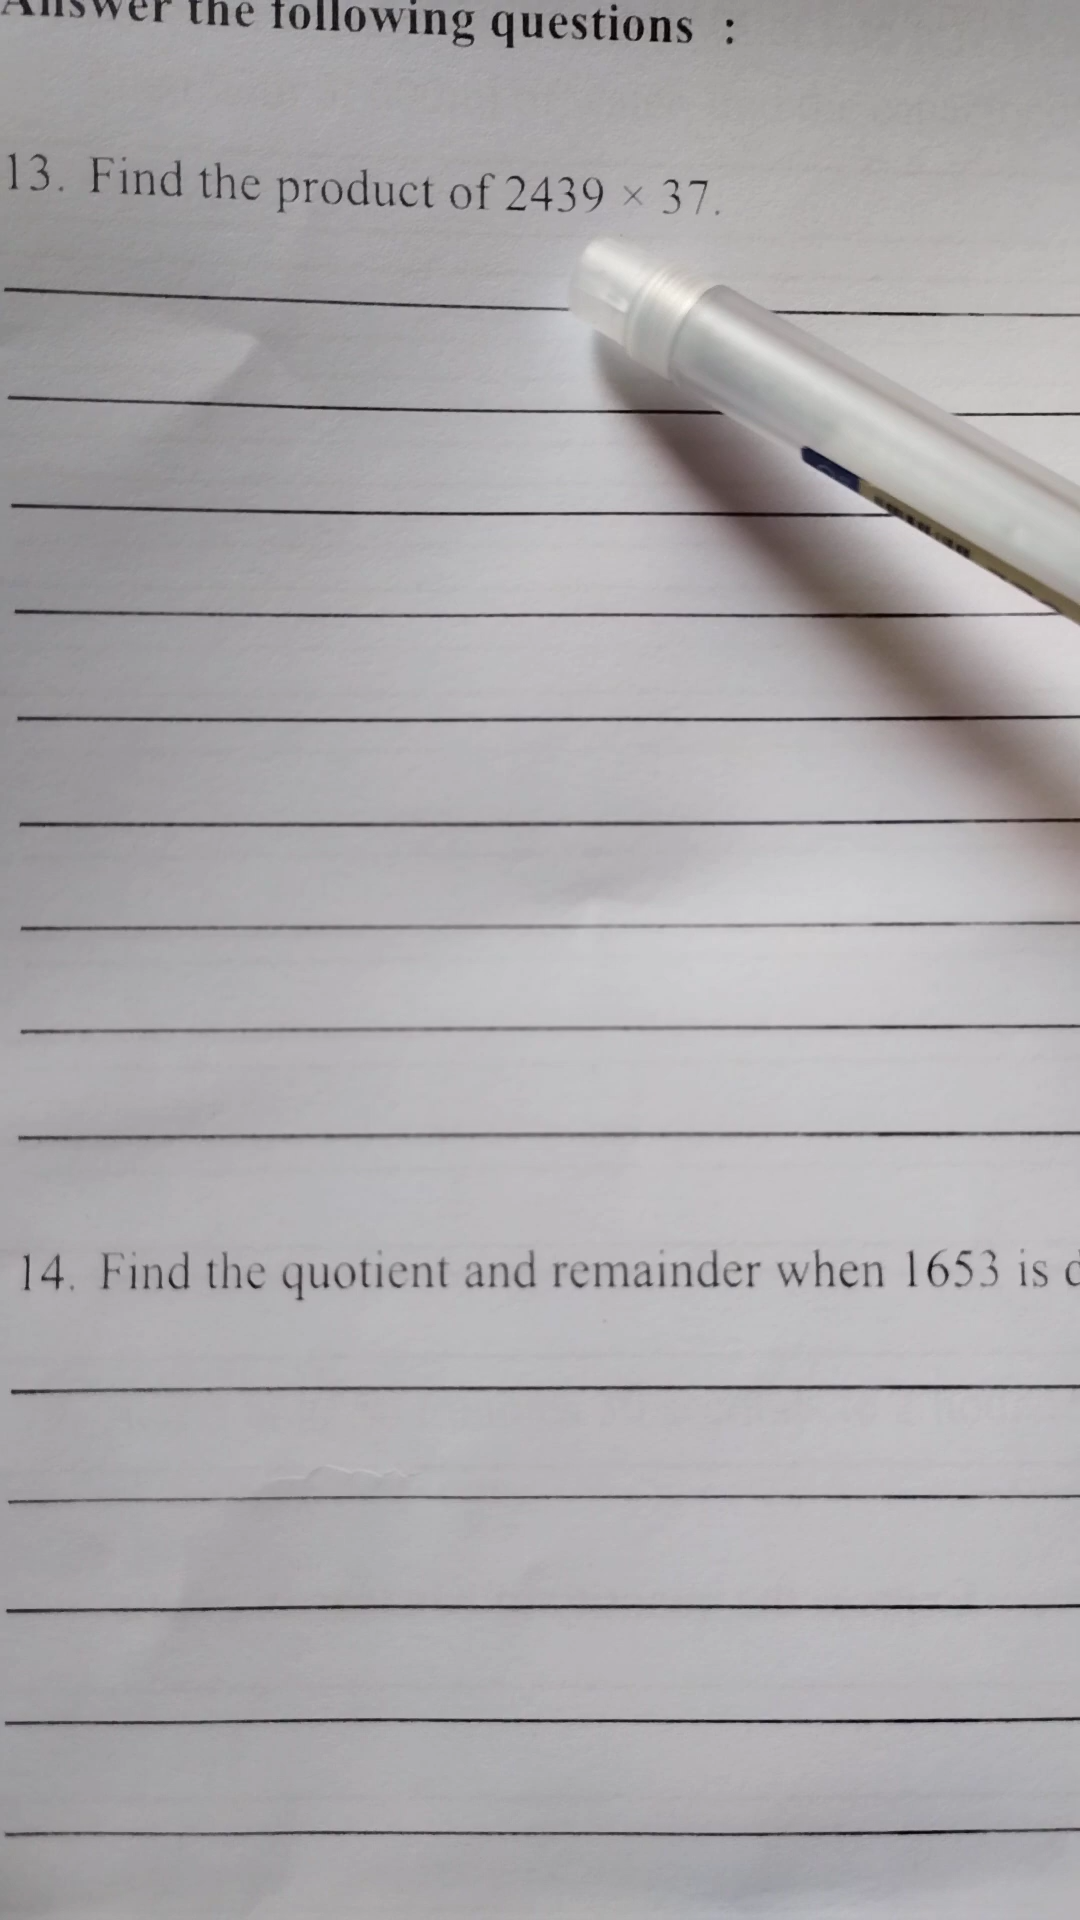 Answer the following questions :
13. Find the product of 2439 × 37.
14. Find the quotient and remainder when 1653 is